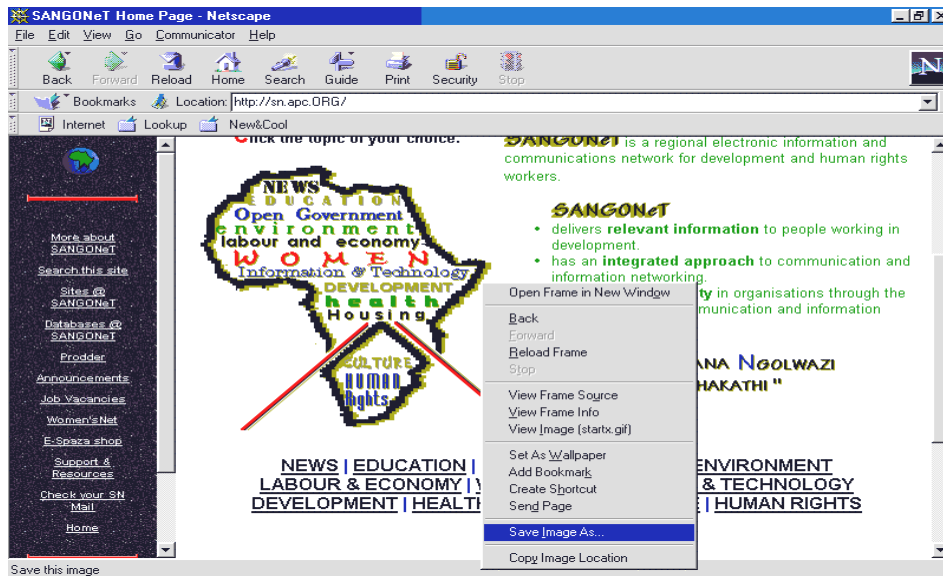 SANGONeT Home Page - Netscape
File Edit View Go Communicator Help
Back Forward Reload Home Search Guide Print Security Stop
N
Bookmarks Location: http://sn.apc.ORG/
Internet Lookup New&Cool
More about
SANGONeT
Search this site
Sites @
SANGONeT
Databases @
SANGONeT
Prodder
Announcements
Job Vacancies
Women'sNet
E-Spaza shop
Support &
Resources
Check your SN
Mail
Home
Click the topic of your choice.
NEWS
EDUCATION
Open Government
environment
labour and economy
WOMEN
Information & Technology
DEVELOPMENT
health
Housing
CULTURE
HUMAN
Rights
SANGONeT is a regional electronic information and
communications network for development and human rights
workers.
SANGONeT
• delivers relevant information to people working in
development.
• has an integrated approach to communication and
information networking.
ty in organisations through the
munication and information
ANA NGOLWAZI
HAKATHI "
Open Frame in New Window
Back
Forward
Reload Frame
Stop
View Frame Source
View Frame Info
View Image (startx.gif)
Set As Wallpaper
Add Bookmark
Create Shortcut
Send Page
Save Image As...
Copy Image Location
NEWS | EDUCATION | NVIRONMENT
LABOUR & ECONOMY | & TECHNOLOGY
DEVELOPMENT | HEALT | HUMAN RIGHTS
Save this image